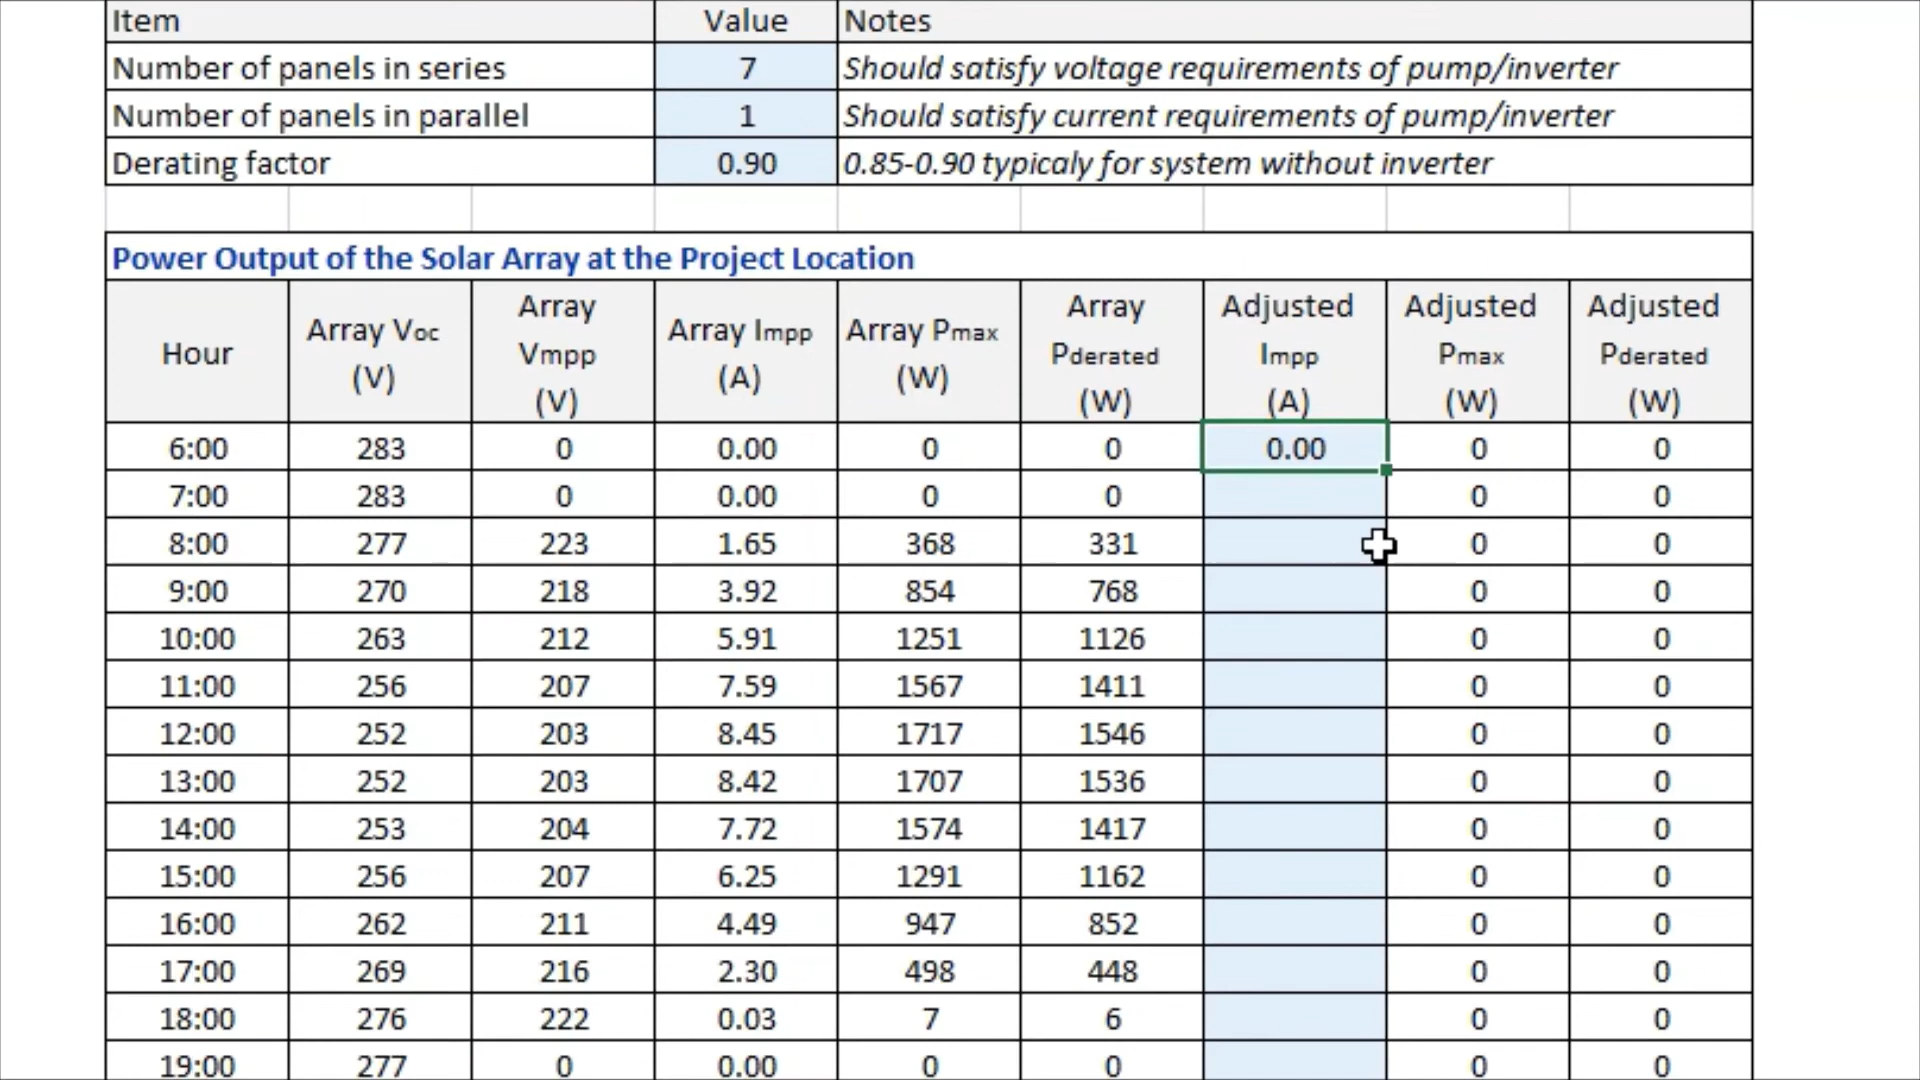 Item Value Notes
Number of panels in series 7 Should satisfy voltage requirements of pump/inverter
Number of panels in parallel 1 Should satisfy current requirements of pump/inverter
Derating factor 0.90 0.85-0.90 typicaly for system without inverter
Power Output of the Solar Array at the Project Location
Hour Array Voc (V) Array Vmpp (V) Array Impp (A) Array Pmax (W) Array Pderated (W) Adjusted Impp (A) Adjusted Pmax (W) Adjusted Pderated (W)
6:00 283 0 0.00 0 0 0.00 0 0
7:00 283 0 0.00 0 0 0 0
8:00 277 223 1.65 368 331 0 0
9:00 270 218 3.92 854 768 0 0
10:00 263 212 5.91 1251 1126 0 0
11:00 256 207 7.59 1567 1411 0 0
12:00 252 203 8.45 1717 1546 0 0
13:00 252 203 8.42 1707 1536 0 0
14:00 253 204 7.72 1574 1417 0 0
15:00 256 207 6.25 1291 1162 0 0
16:00 262 211 4.49 947 852 0 0
17:00 269 216 2.30 498 448 0 0
18:00 276 222 0.03 7 6 0 0
19:00 277 0 0.00 0 0 0 0